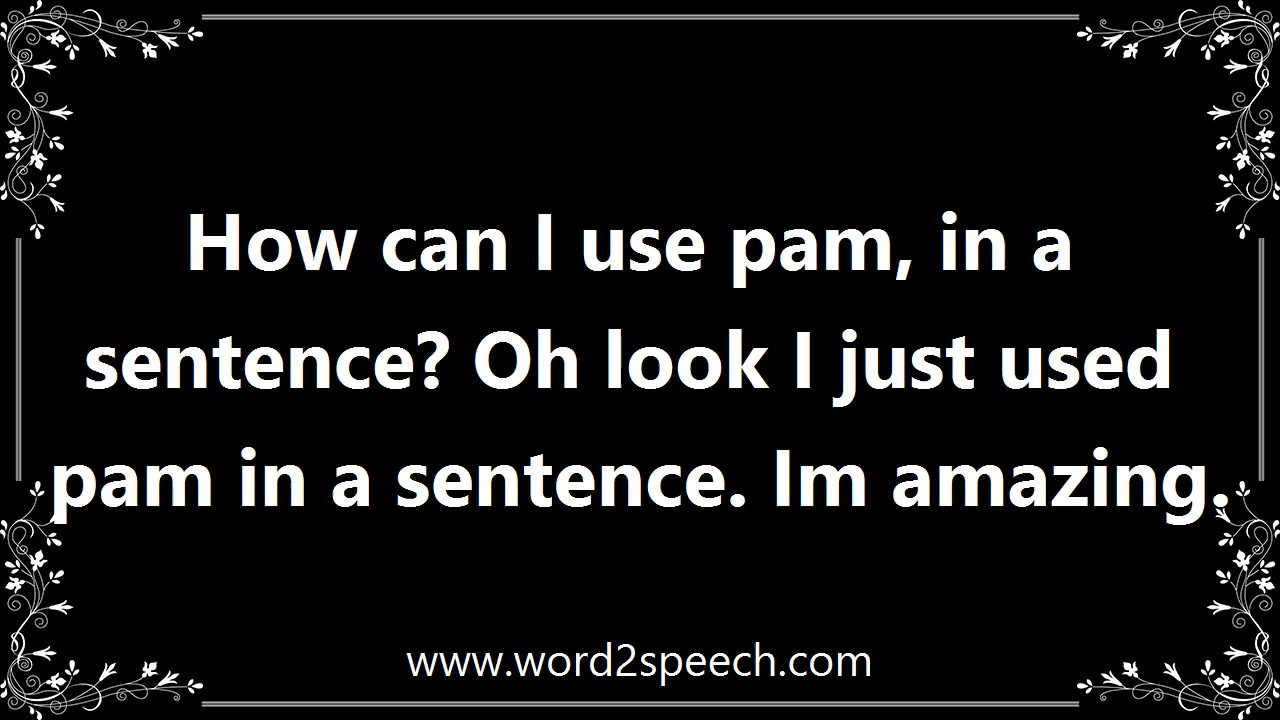 How can I use pam, in a
sentence? Oh look I just used
pam in a sentence. Im amazing.
www.word2speech.com